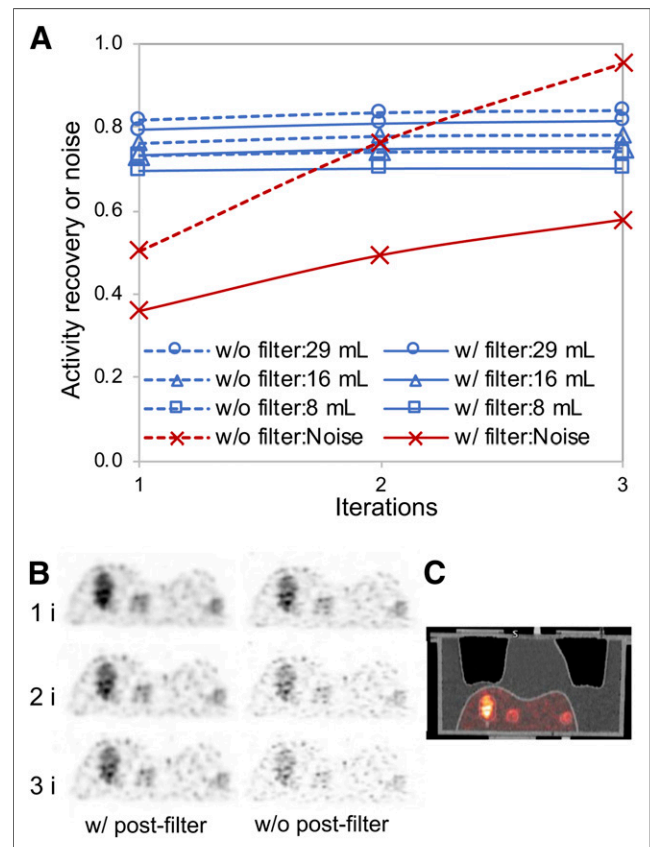 A
1.0
0.8
0.6
0.4
0.2
0.0
Activity recovery or noise
w/o filter:29 mL w/ filter:29 mL
w/o filter:16 mL w/ filter:16 mL
w/o filter:8 mL w/ filter:8 mL
w/o filter:Noise w/ filter:Noise
1 2 3
Iterations
B
C
1 i
2 i
3 i
w/ post-filter w/o post-filter
S